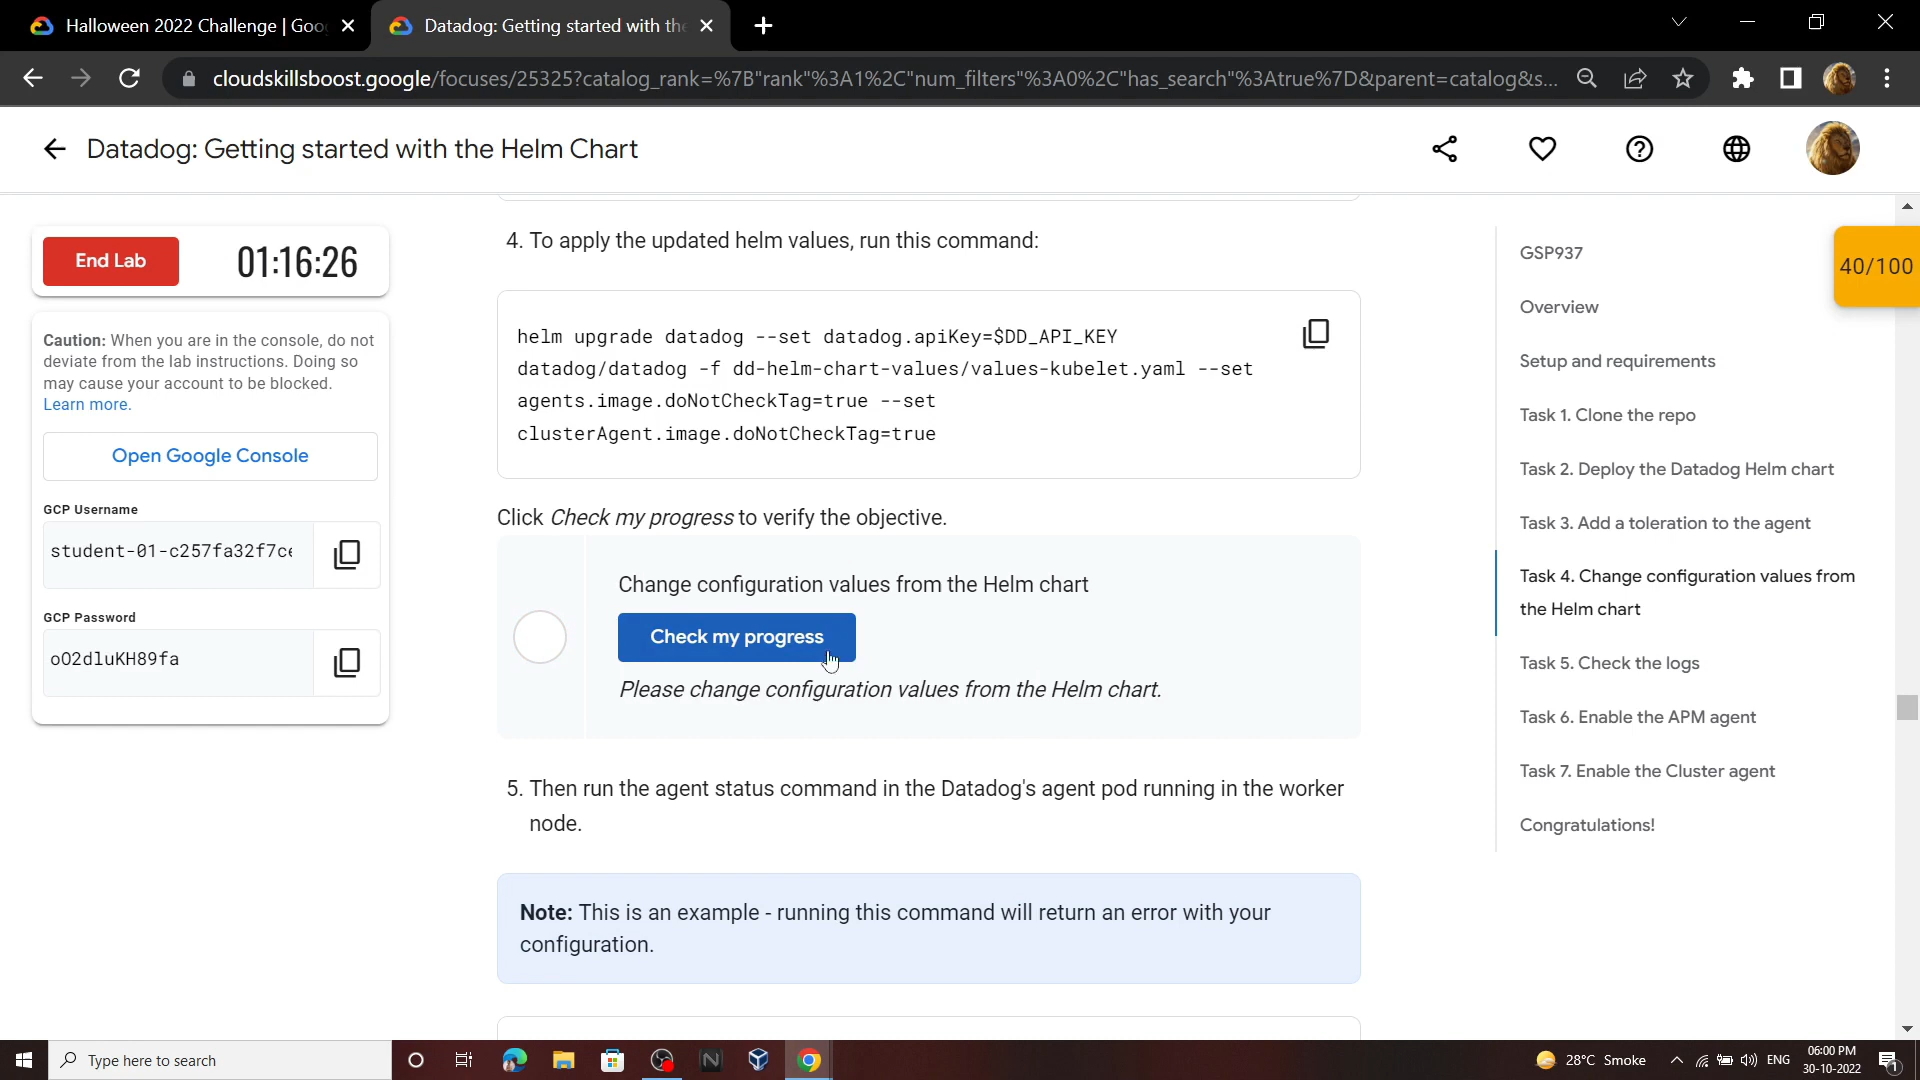 Halloween 2022 Challenge | Goo
Datadog: Getting started with the
cloudskillsboost.google/focuses/25325?catalog_rank=%7B"rank"%3A1%2C"num_filters"%3A0%2C"has_search"%3Atrue%7D&parent=catalog&s...
Datadog: Getting started with the Helm Chart
End Lab
01:16:26
Caution: When you are in the console, do not
deviate from the lab instructions. Doing so
may cause your account to be blocked.
Learn more.
Open Google Console
GCP Username
student-01-c257fa32f7ce
GCP Password
o02dluKH89fa
4. To apply the updated helm values, run this command:
helm upgrade datadog --set datadog.apiKey=$DD_API_KEY
datadog/datadog -f dd-helm-chart-values/values-kubelet.yaml --set
agents.image.doNotCheckTag=true --set
clusterAgent.image.doNotCheckTag=true
Click Check my progress to verify the objective.
Change configuration values from the Helm chart
Check my progress
Please change configuration values from the Helm chart.
5. Then run the agent status command in the Datadog's agent pod running in the worker
node.
Note: This is an example - running this command will return an error with your
configuration.
GSP937
Overview
Setup and requirements
Task 1. Clone the repo
Task 2. Deploy the Datadog Helm chart
Task 3. Add a toleration to the agent
Task 4. Change configuration values from
the Helm chart
Task 5. Check the logs
Task 6. Enable the APM agent
Task 7. Enable the Cluster agent
Congratulations!
40/100
Type here to search
28°C Smoke
ENG
06:00 PM
30-10-2022
1